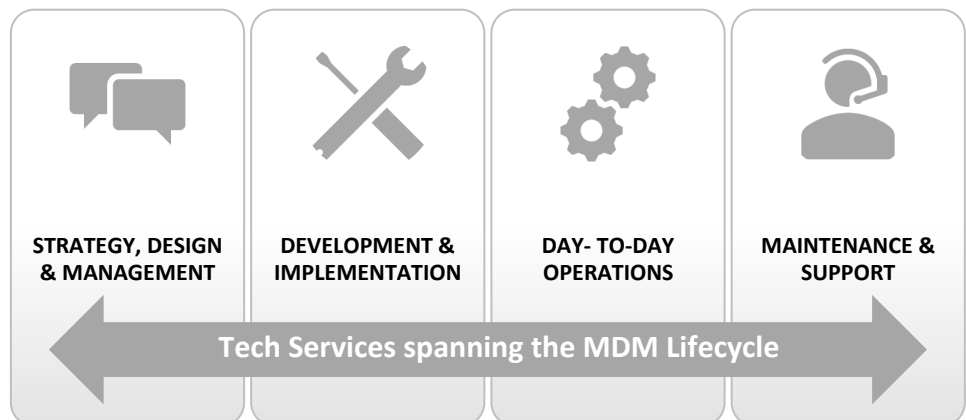 STRATEGY, DESIGN
& MANAGEMENT
DEVELOPMENT &
IMPLEMENTATION
DAY- TO-DAY
OPERATIONS
MAINTENANCE &
SUPPORT
Tech Services spanning the MDM Lifecycle